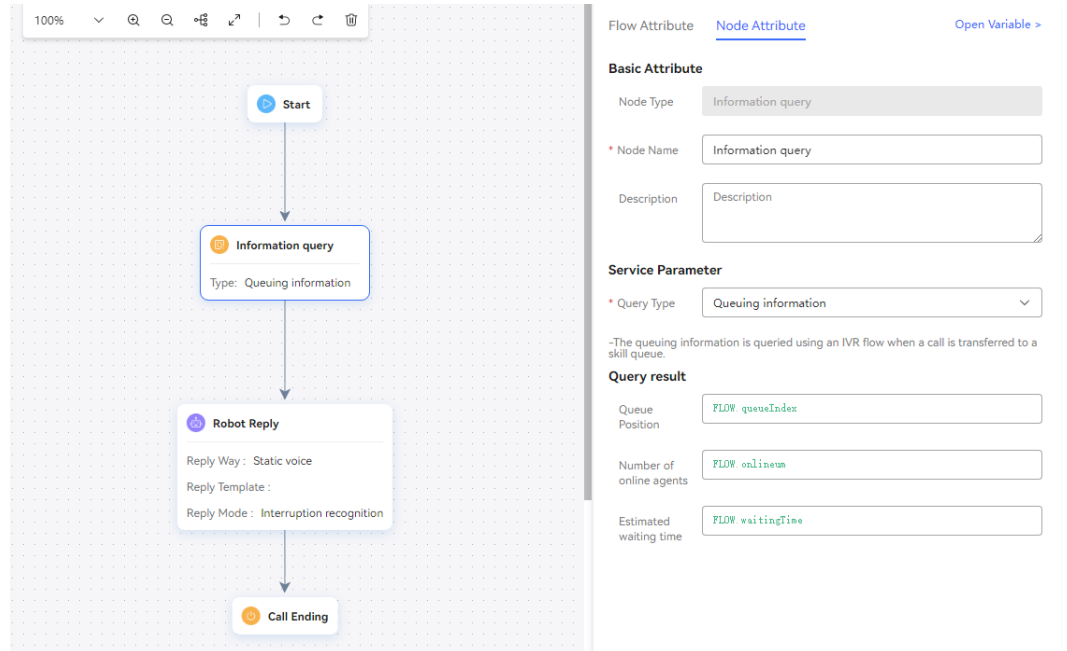 100%
Start
Information query
Type: Queuing information
Robot Reply
Reply Way : Static voice
Reply Template :
Reply Mode : Interruption recognition
Call Ending
Flow Attribute Node Attribute Open Variable >
Basic Attribute
Node Type Information query
* Node Name Information query
Description Description
Service Parameter
* Query Type Queuing information
-The queuing information is queried using an IVR flow when a call is transferred to a
skill queue.
Query result
Queue FLOW.queueIndex
Position
Number of FLOW.onlineum
online agents
Estimated FLOW.waitingTime
waiting time